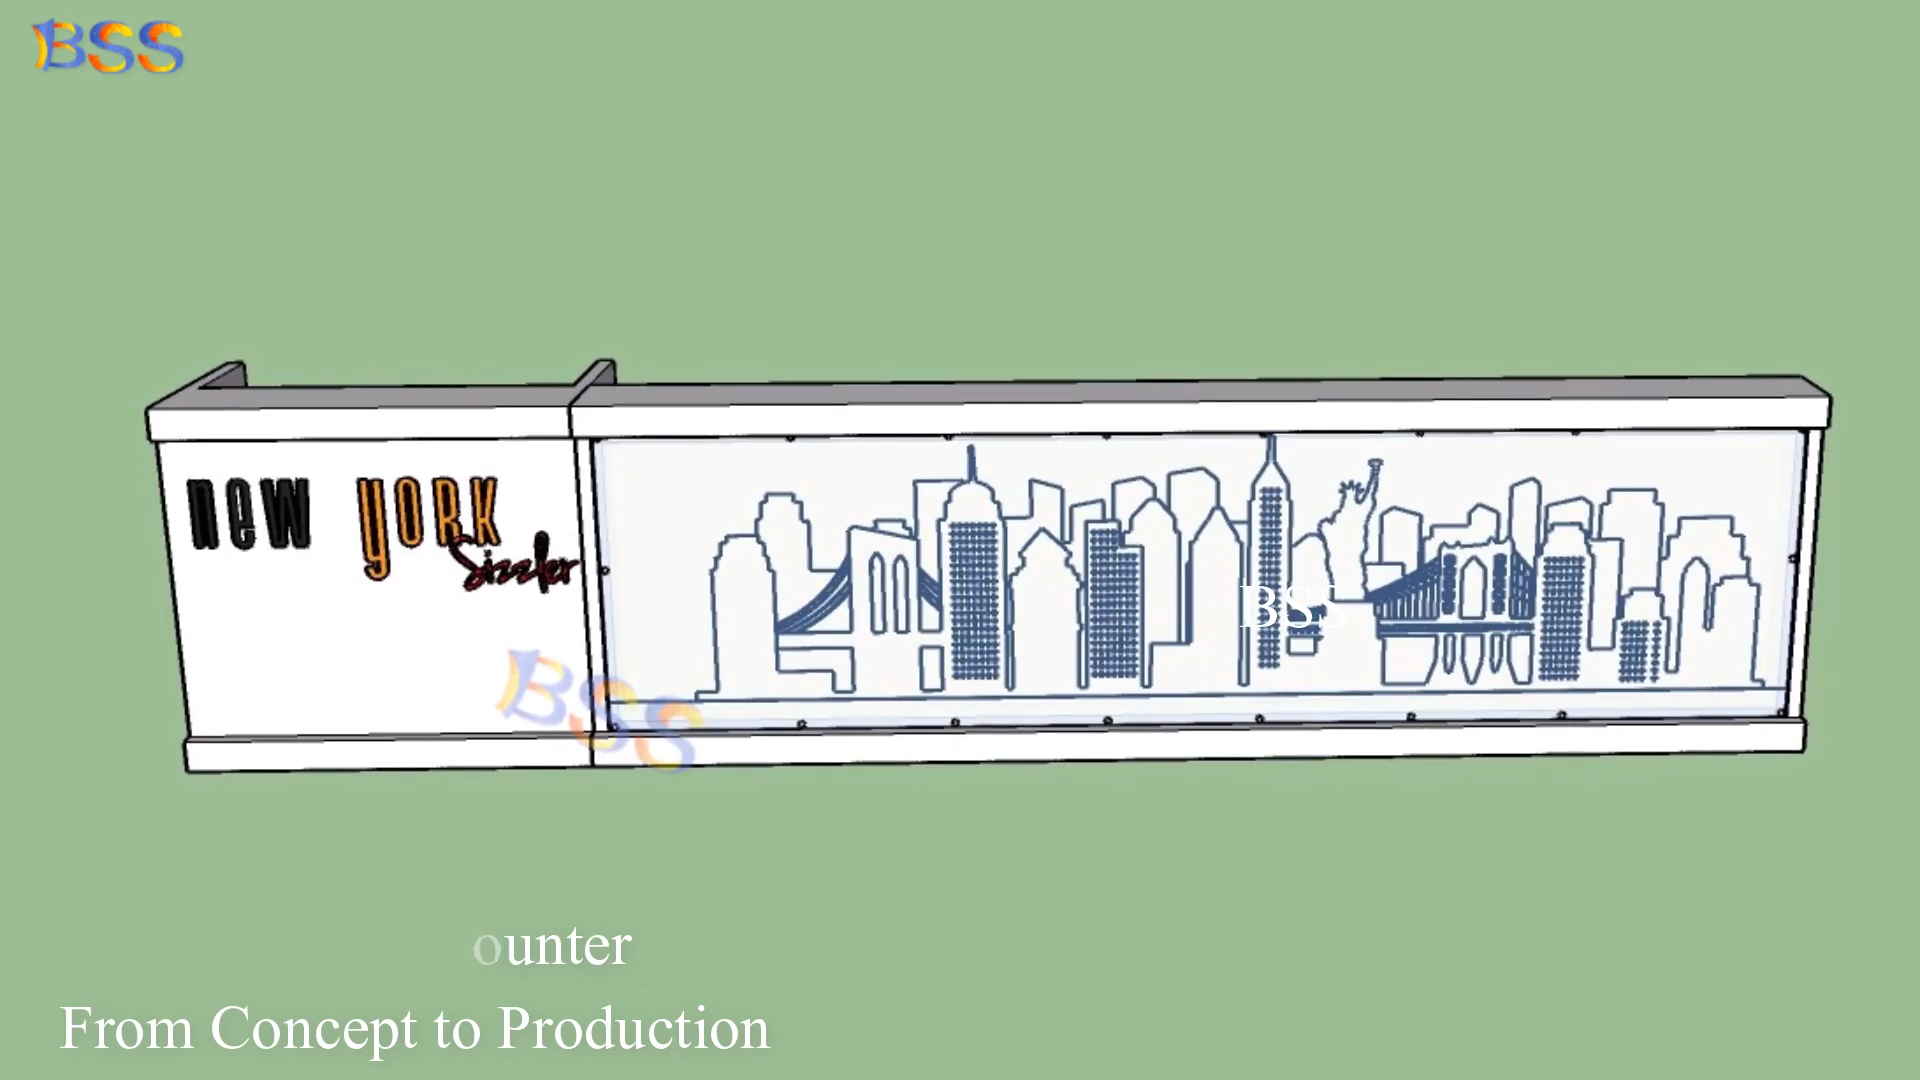 BSS
new york
Sizzler
BSS
BSS
ounter
From Concept to Production